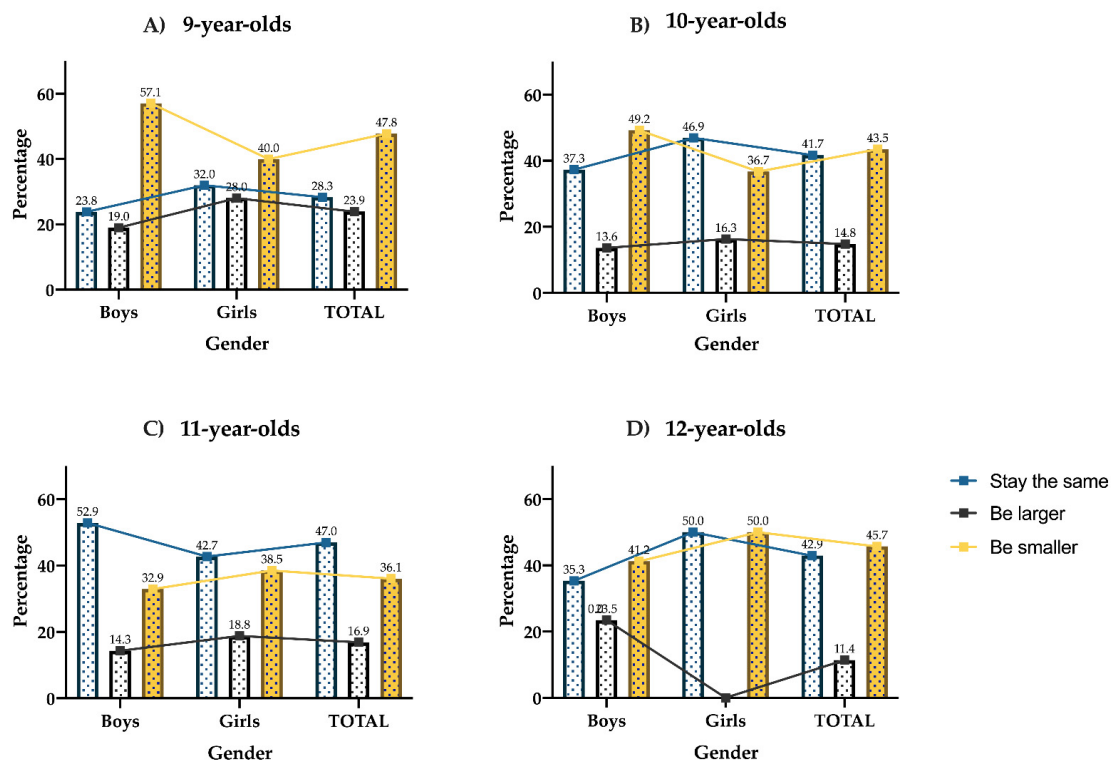 A) 9-year-olds
Percentage
60
40
20
0
23.8
19.0
57.1
32.0
28.0
40.0
28.3
23.9
47.8
Boys
Girls
TOTAL
Gender
B) 10-year-olds
Percentage
60
40
20
0
37.3
13.6
49.2
46.9
16.3
36.7
41.7
14.8
43.5
Boys
Girls
TOTAL
Gender
C) 11-year-olds
Percentage
60
40
20
0
52.9
14.3
32.9
42.7
18.8
38.5
47.0
16.9
36.1
Boys
Girls
TOTAL
Gender
D) 12-year-olds
Percentage
60
40
20
0
35.3
0.0
23.5
41.2
50.0
50.0
42.9
11.4
45.7
Boys
Girls
TOTAL
Gender
Stay the same
Be larger
Be smaller